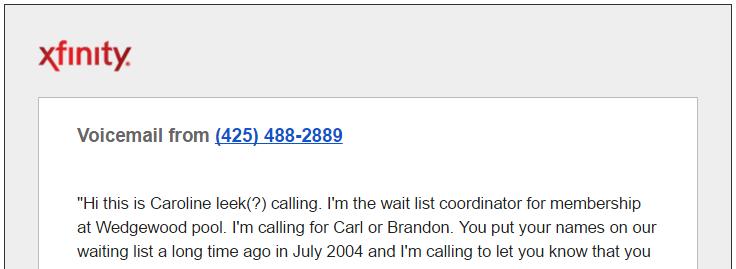 xfinity
Voicemail from (425) 488-2889
"Hi this is Caroline leek(?) calling. I'm the wait list coordinator for membership
at Wedgewood pool. I'm calling for Carl or Brandon. You put your names on our
waiting list a long time ago in July 2004 and I'm calling to let you know that you